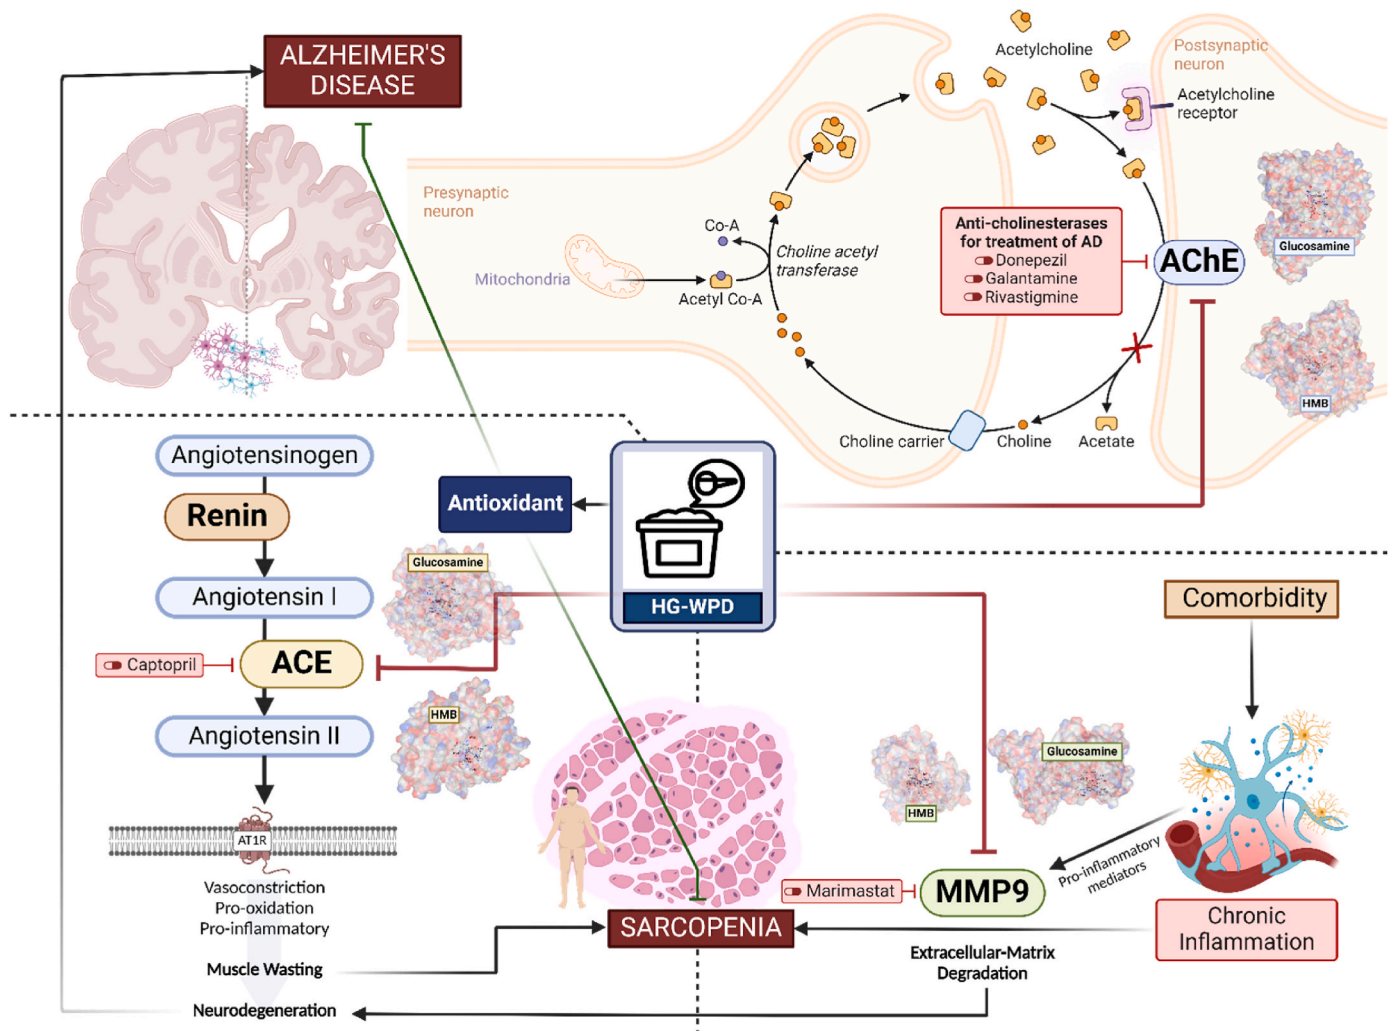 ALZHEIMER'S
DISEASE
Presynaptic
neuron
Mitochondria
Co-A
Acetyl Co-A
Choline acetyl
transferase
Acetylcholine
Postsynaptic
neuron
Acetylcholine
receptor
Anti-cholinesterases
for treatment of AD
Donepezil
Galantamine
Rivastigmine
AChE
Glucosamine
HMB
Choline carrier
Choline
Acetate
Angiotensinogen
Renin
Angiotensin I
Captopril
ACE
Angiotensin II
AT1R
Vasoconstriction
Pro-oxidation
Pro-inflammatory
Muscle Wasting
Neurodegeneration
Glucosamine
HMB
Antioxidant
HG-WPD
SARCOPENIA
HMB
Glucosamine
Marimastat
MMP9
Extracellular-Matrix
Degradation
Comorbidity
Pro-inflammatory
mediators
Chronic
Inflammation